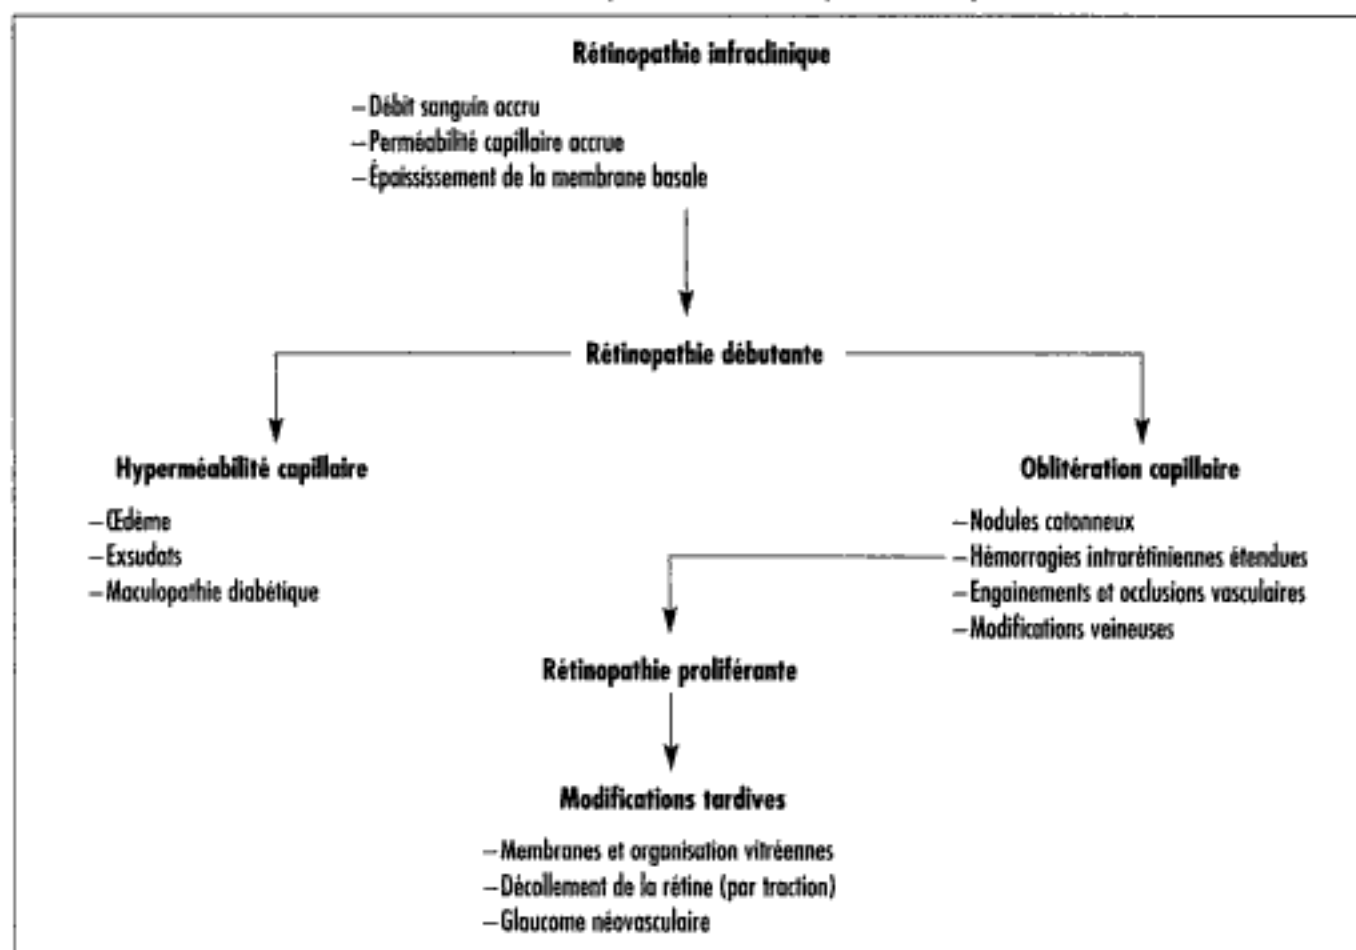 Rétinopathie infraclinique
–Débit sanguin accru
–Perméabilité capillaire accrue
–Épaississement de la membrane basale
Rétinopathie débutante
Hyperméabilité capillaire
–Œdème
–Exsudats
–Maculopathie diabétique
Oblitération capillaire
–Nodules cotonneux
–Hémorragies intrarétiniennes étendues
–Engainements et occlusions vasculaires
–Modifications veineuses
Rétinopathie proliférante
Modifications tardives
–Membranes et organisation vitréennes
–Décollement de la rétine (par traction)
–Glaucome néovasculaire